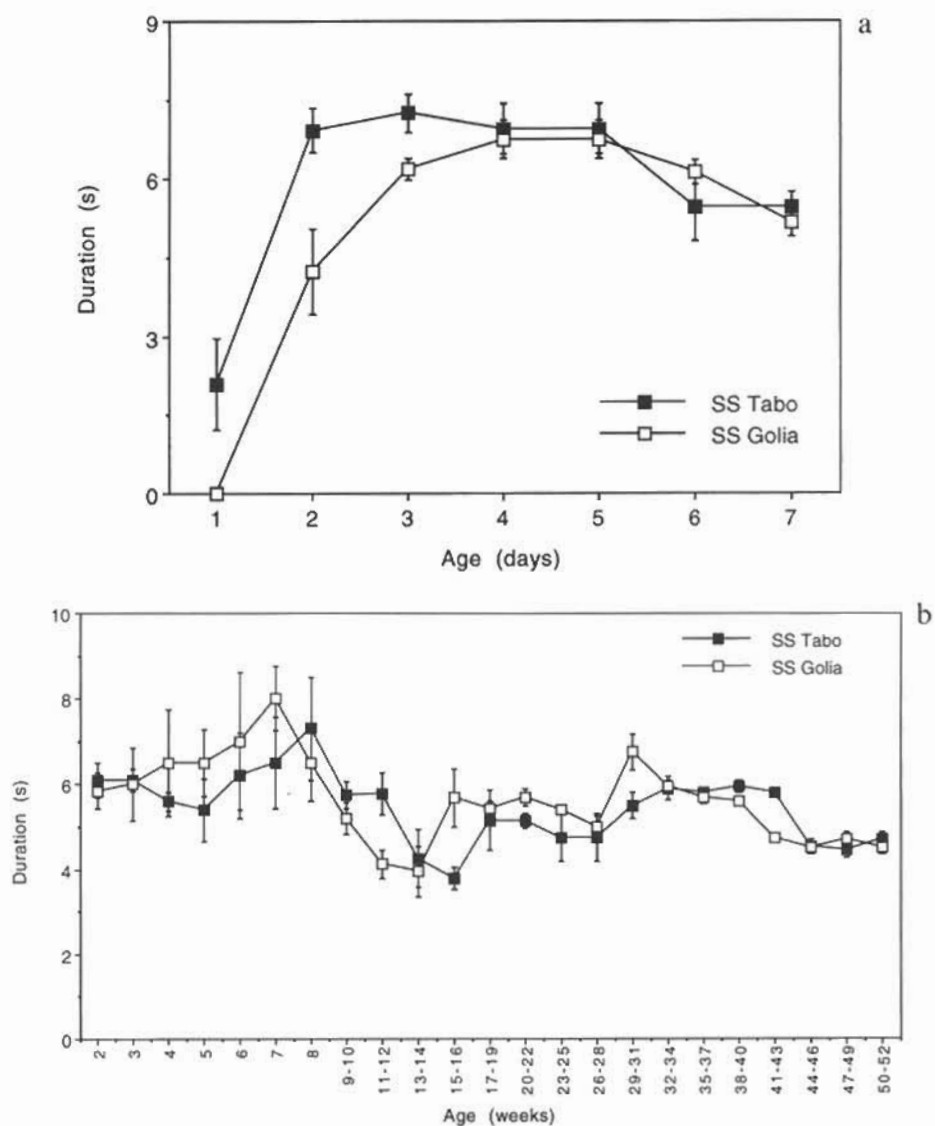 a
9
6
3
0
Duration (s)
SS Tabo
SS Golia
1 2 3 4 5 6 7
Age (days)
b
10
8
6
4
2
0
Duration (s)
SS Tabo
SS Golia
2 3 4 5 6 7 8 9-10 11-12 13-14 15-16 17-19 20-22 23-25 26-28 29-31 32-34 35-37 38-40 41-43 44-46 47-49 50-52
Age (weeks)